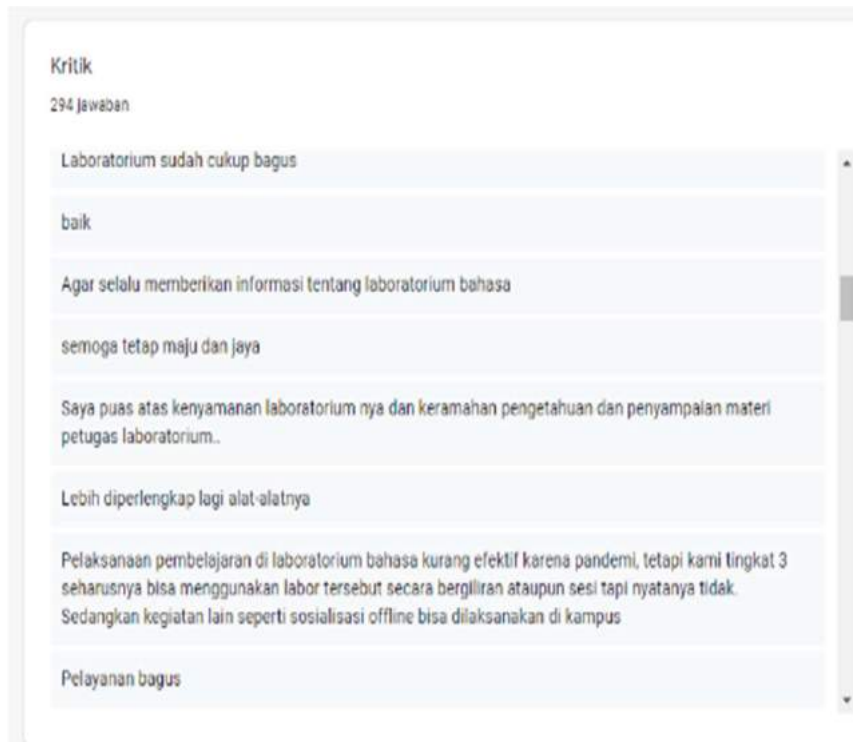 Kritik
294 jawaban
Laboratorium sudah cukup bagus
baik
Agar selalu memberikan informasi tentang laboratorium bahasa
semoga tetap maju dan jaya
Saya puas atas kenyamanan laboratorium nya dan keramahan pengetahuan dan penyampaian materi
petugas laboratorium..
Lebih diperlengkap lagi alat-alatnya
Pelaksanaan pembelajaran di laboratorium bahasa kurang efektif karena pandemi, tetapi kami tingkat 3
seharusnya bisa menggunakan labor tersebut secara bergiliran ataupun sesi tapi nyatanya tidak.
Sedangkan kegiatan lain seperti sosialisasi offline bisa dilaksanakan di kampus
Pelayanan bagus